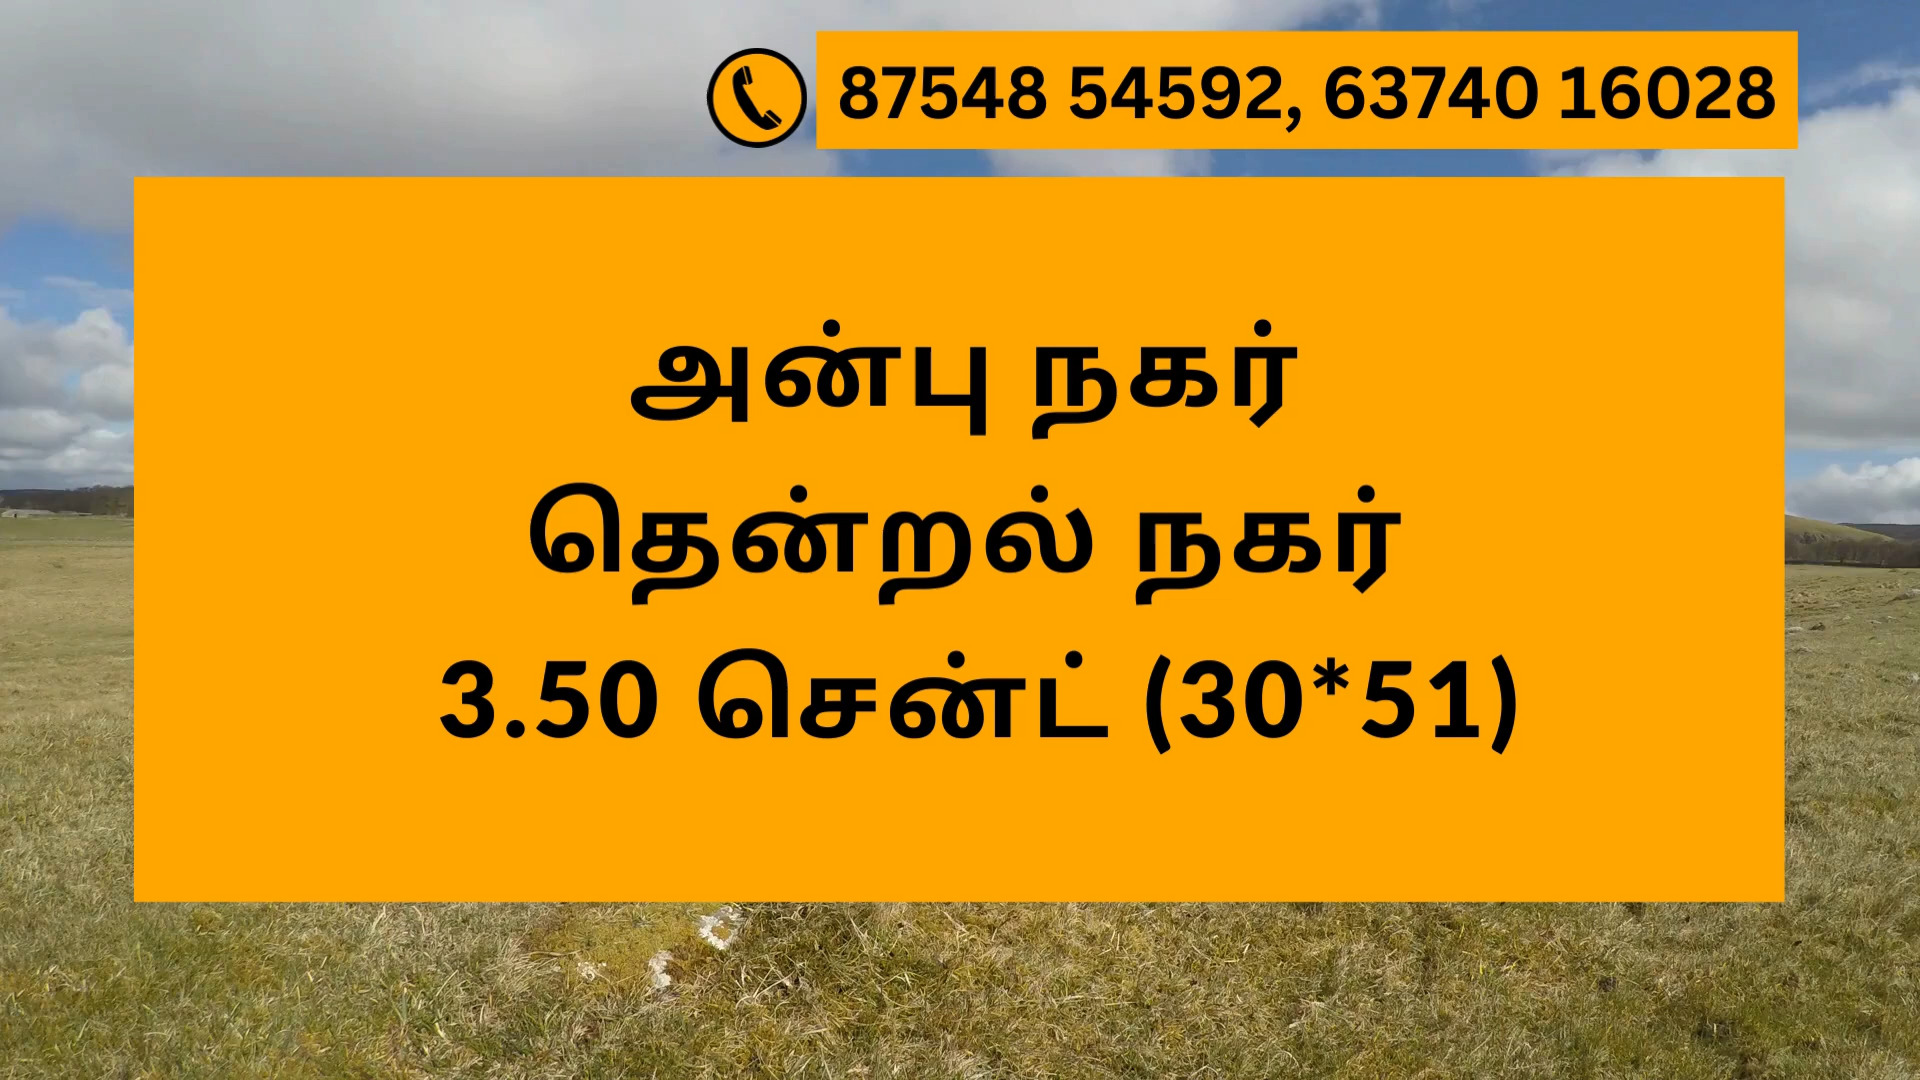 87548 54592, 63740 16028
அன்பு நகர்
தென்றல் நகர்
3.50 சென்ட் (30*51)